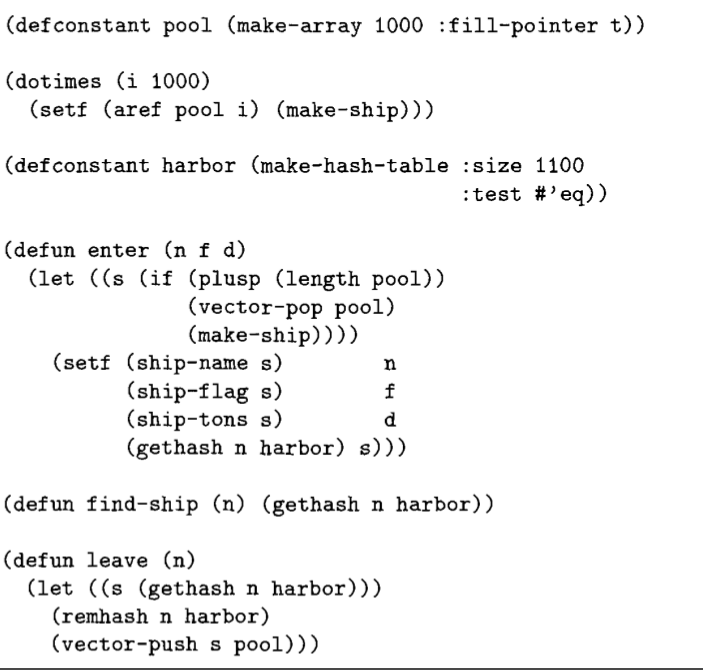 (defconstant pool (make-array 1000 :fill-pointer t))
(dotimes (i 1000)
  (setf (aref pool i) (make-ship)))
(defconstant harbor (make-hash-table :size 1100
                                     :test #'eq))
(defun enter (n f d)
  (let ((s (if (plusp (length pool))
               (vector-pop pool)
               (make-ship))))
    (setf (ship-name s)        n
          (ship-flag s)        f
          (ship-tons s)        d
          (gethash n harbor) s)))
(defun find-ship (n) (gethash n harbor))
(defun leave (n)
  (let ((s (gethash n harbor)))
    (remhash n harbor)
    (vector-push s pool)))